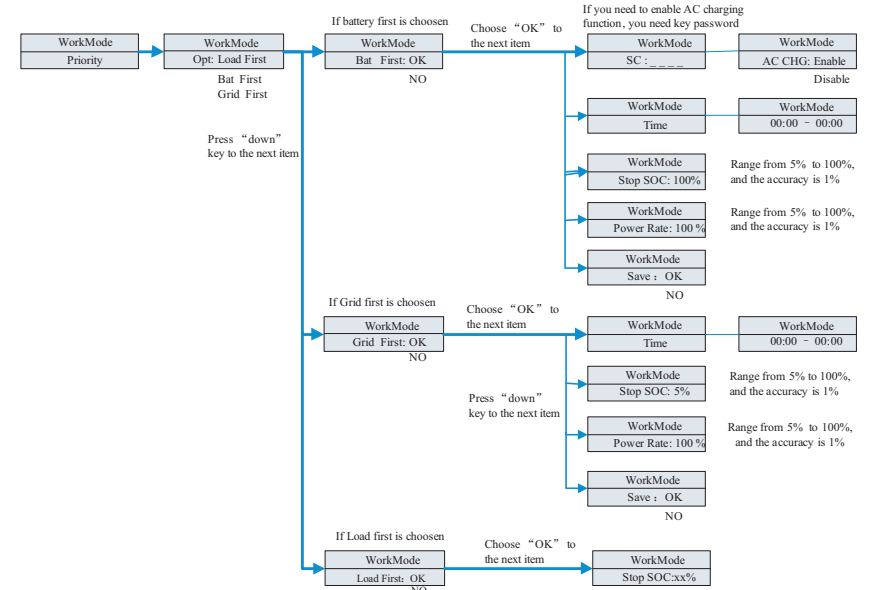 If you need to enable AC charging
function, you need key password
If battery first is choosen
Choose “OK” to
the next item
WorkMode
Priority
WorkMode
Opt: Load First
Bat First
Grid First
WorkMode
Bat First: OK
NO
WorkMode
SC : _ _ _ _
WorkMode
AC CHG: Enable
Disable
Press “down”
key to the next item
WorkMode
Time
WorkMode
00:00 - 00:00
WorkMode
Stop SOC: 100%
Range from 5% to 100%,
and the accuracy is 1%
WorkMode
Power Rate: 100 %
Range from 5% to 100%,
and the accuracy is 1%
WorkMode
Save : OK
NO
If Grid first is choosen
Choose “OK” to
the next item
WorkMode
Grid First: OK
NO
WorkMode
Time
WorkMode
00:00 - 00:00
Press “down”
key to the next item
WorkMode
Stop SOC: 5%
Range from 5% to 100%,
and the accuracy is 1%
WorkMode
Power Rate: 100 %
Range from 5% to 100%,
and the accuracy is 1%
WorkMode
Save : OK
NO
If Load first is choosen
Choose “OK” to
the next item
WorkMode
Load First: OK
NO
WorkMode
Stop SOC:xx%